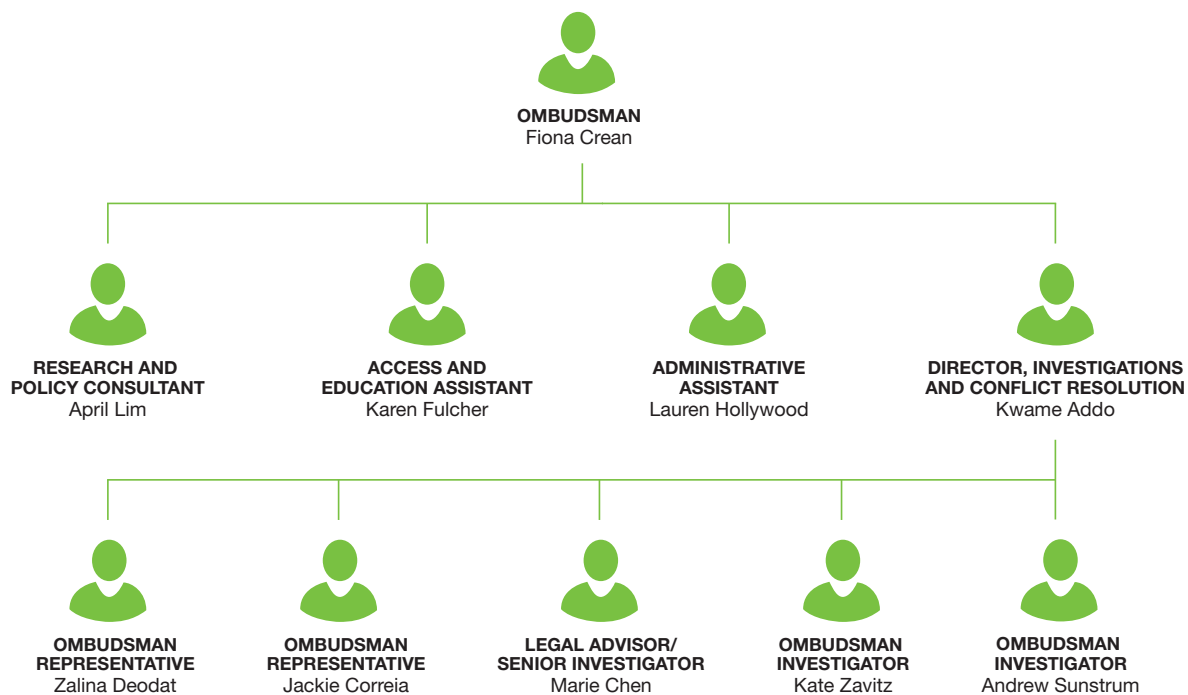 OMBUDSMAN
Fiona Crean
RESEARCH AND
POLICY CONSULTANT
April Lim
ACCESS AND
EDUCATION ASSISTANT
Karen Fulcher
ADMINISTRATIVE
ASSISTANT
Lauren Hollywood
DIRECTOR, INVESTIGATIONS
AND CONFLICT RESOLUTION
Kwame Addo
OMBUDSMAN
REPRESENTATIVE
Zalina Deodat
OMBUDSMAN
REPRESENTATIVE
Jackie Correia
LEGAL ADVISOR/
SENIOR INVESTIGATOR
Marie Chen
OMBUDSMAN
INVESTIGATOR
Kate Zavitz
OMBUDSMAN
INVESTIGATOR
Andrew Sunstrum